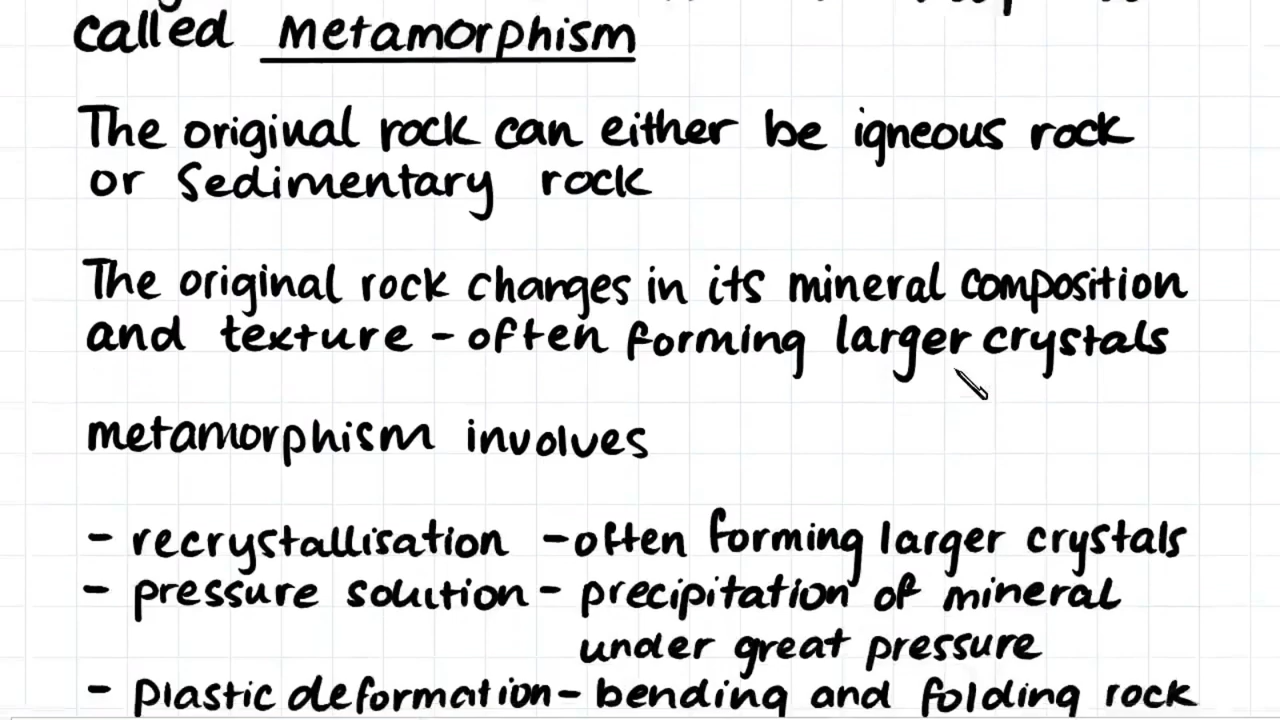 called metamorphism
The original rock can either be igneous rock
or Sedimentary rock
The original rock changes in its mineral composition
and texture - often forming larger crystals
metamorphism involves
- recrystallisation - often forming larger crystals
- pressure solution - precipitation of mineral
under great pressure
- plastic deformation - bending and folding rock